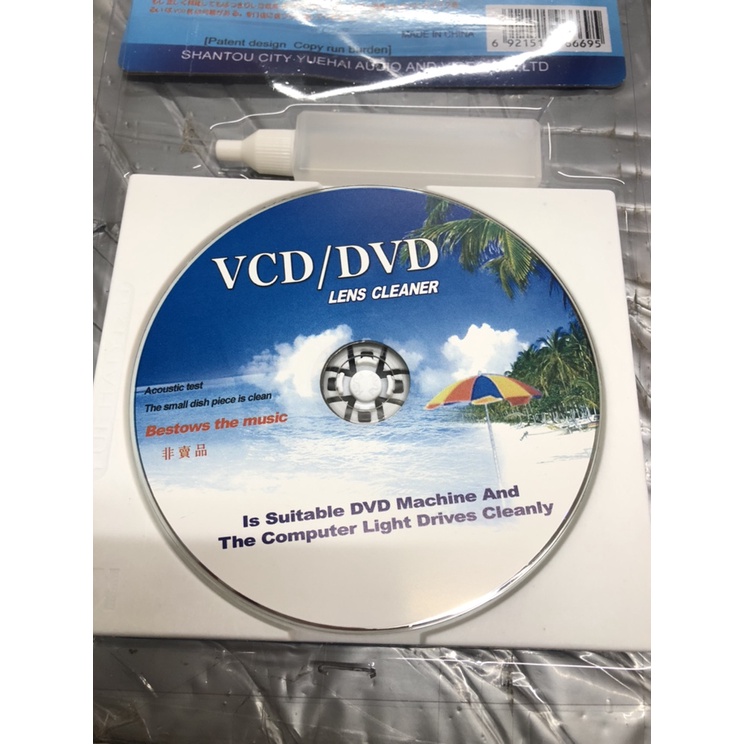 [Patent design Copy run burden]
MADE IN CHINA
SHANTOU CITY YUEHAI AUDIO AND LTD
VCD/DVD
LENS CLEANER
Acoustic test
The small dish piece is clean
Bestows the music
非賣品
Is Suitable DVD Machine And
The Computer Light Drives Cleanly